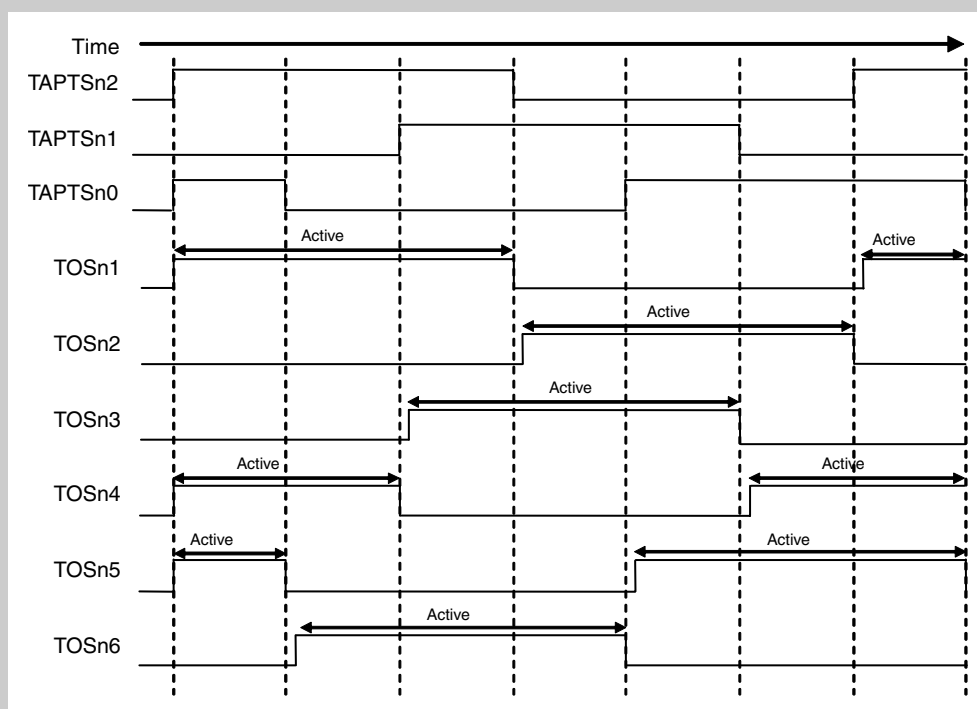 Time
TAPTSn2
TAPTSn1
TAPTSn0
Active
Active
TOSn1
Active
TOSn2
Active
TOSn3
Active
Active
TOSn4
Active
Active
TOSn5
Active
TOSn6